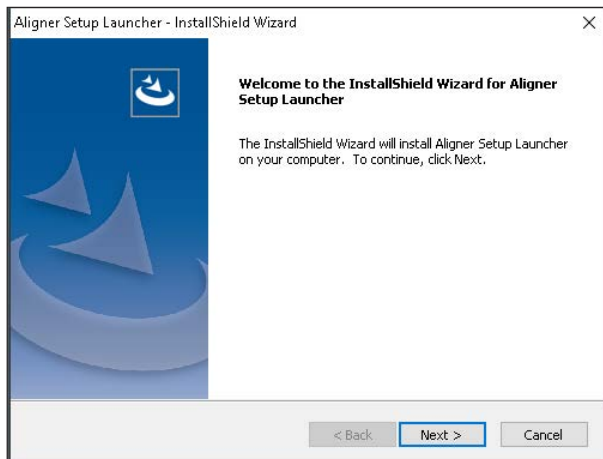 Aligner Setup Launcher - InstallShield Wizard
Welcome to the InstallShield Wizard for Aligner
Setup Launcher
The InstallShield Wizard will install Aligner Setup Launcher
on your computer. To continue, click Next.
< Back
Next >
Cancel